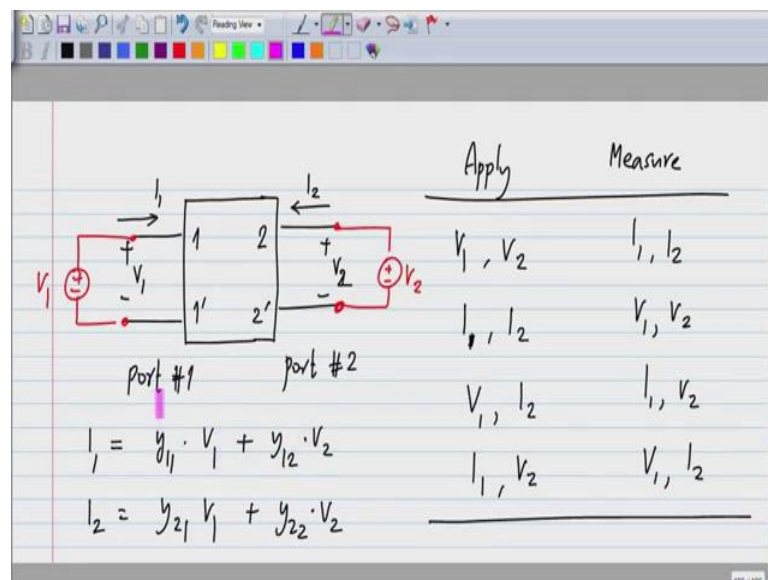 Reading View
B I
Apply Measure
I₁ I₂
1 2
V₁ + V₁ - + V₂ - V₂
1' 2'
port #1 port #2
V₁, V₂ I₁, I₂
I₁, I₂ V₁, V₂
V₁, I₂ I₁, V₂
I₁, V₂ V₁, I₂
I₁ = y₁₁ · V₁ + y₁₂ · V₂
I₂ = y₂₁ V₁ + y₂₂ · V₂